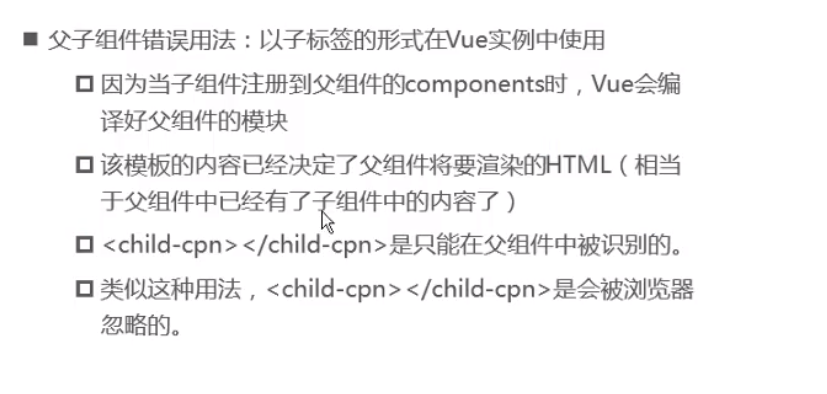 父子组件错误用法：以子标签的形式在Vue实例中使用
因为当子组件注册到父组件的components时，Vue会编
译好父组件的模块
该模板的内容已经决定了父组件将要渲染的HTML（相当
于父组件中已经有了子组件中的内容了）
<child-cpn></child-cpn>是只能在父组件中被识别的。
类似这种用法，<child-cpn></child-cpn>是会被浏览器
忽略的。